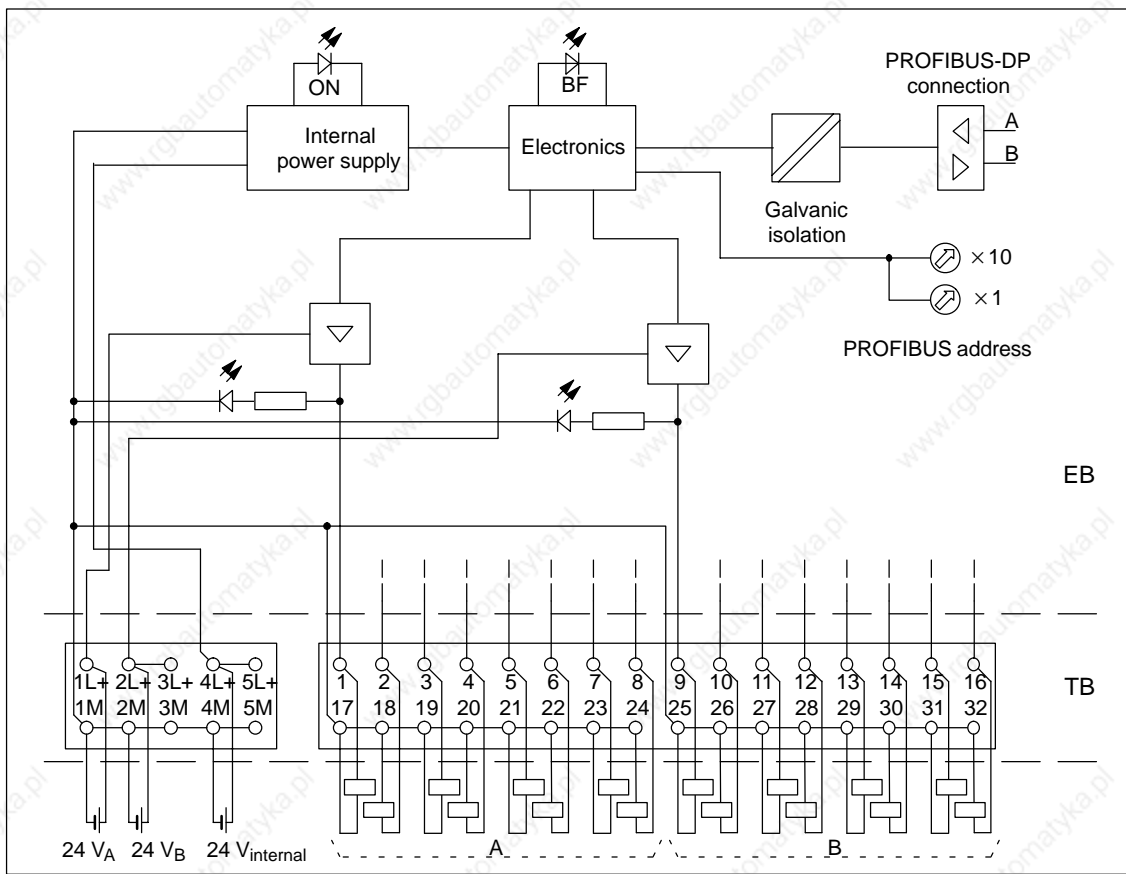 ON
BF
PROFIBUS-DP
connection
Internal
power supply
Electronics
A
B
Galvanic
isolation
×10
×1
PROFIBUS address
EB
1L+ 2L+ 3L+ 4L+ 5L+
1M 2M 3M 4M 5M
1 2 3 4 5 6 7 8 9 10 11 12 13 14 15 16
17 18 19 20 21 22 23 24 25 26 27 28 29 30 31 32
TB
24 VA 24 VB 24 Vinternal
A
B
www.rgbautomatyka.pl